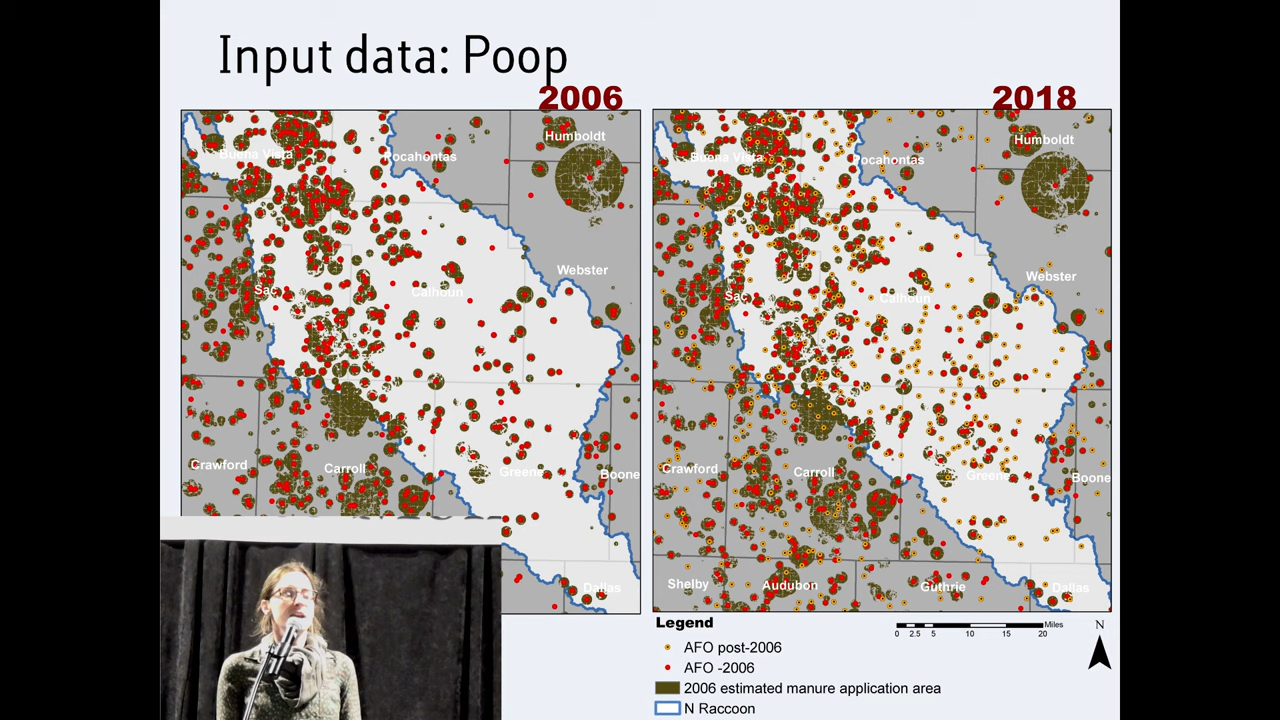 Input data: Poop
2006
2018
Humboldt
Buena Vista
Pocahontas
Webster
Sac
Calhoun
Crawford
Carroll
Greene
Boone
Dallas
Humboldt
Buena Vista
Pocahontas
Webster
Sac
Calhoun
Crawford
Carroll
Greene
Boone
Shelby
Audubon
Guthrie
Dallas
Legend
AFO post-2006
AFO -2006
2006 estimated manure application area
N Raccoon
Miles
0 2.5 5 10 15 20
N